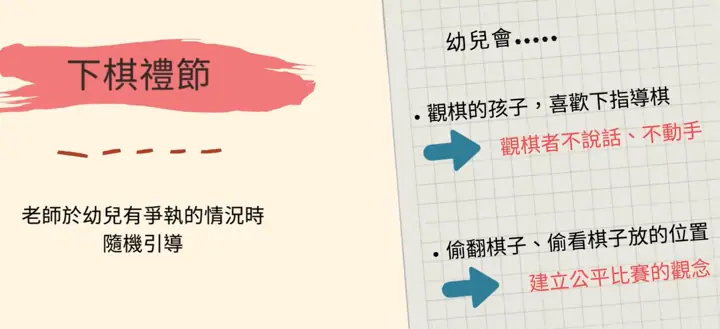 下棋禮節
老師於幼兒有爭執的情況時
隨機引導
幼兒會•••••
• 觀棋的孩子，喜歡下指導棋
觀棋者不說話、不動手
• 偷翻棋子、偷看棋子放的位置
建立公平比賽的觀念